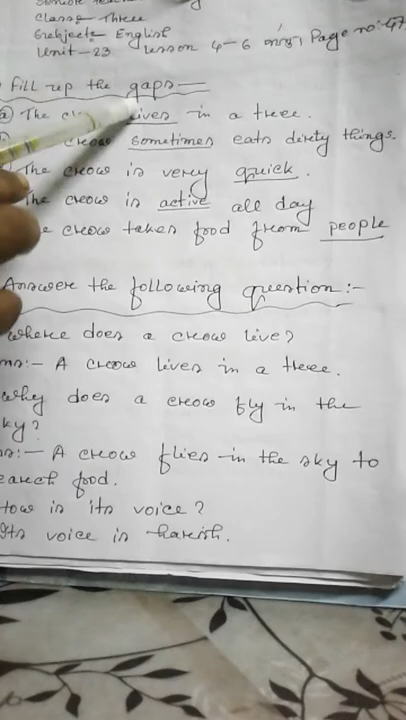 Class:- Three
Subject:- English
Unit-23 Lesson 4-6 Page no:-47
Fill up the gaps:—
a) The lives in a tree.
crow sometimes eats dirty things.
The crow is very quick.
The crow is active all day
crow takes food from people
Answer the following question:-
Where does a crow live?
Ans:- A crow lives in a tree.
Why does a crow fly in the
sky?
Ans:- A crow flies in the sky to
search food.
How is its voice?
Its voice is harsh.